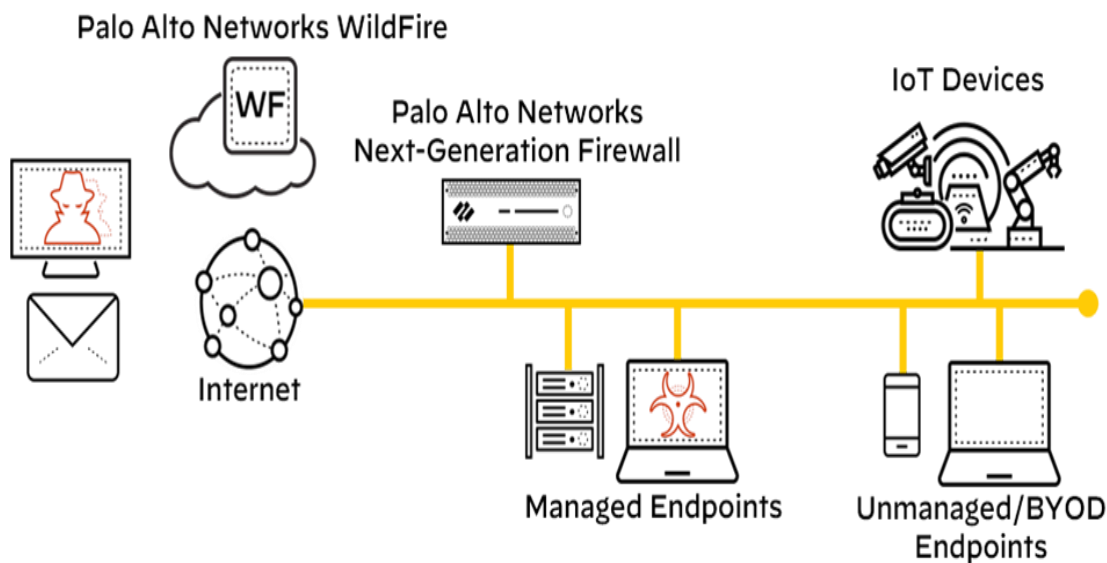 Palo Alto Networks WildFire
WF
Palo Alto Networks
Next-Generation Firewall
IoT Devices
Internet
Managed Endpoints
Unmanaged/BYOD
Endpoints